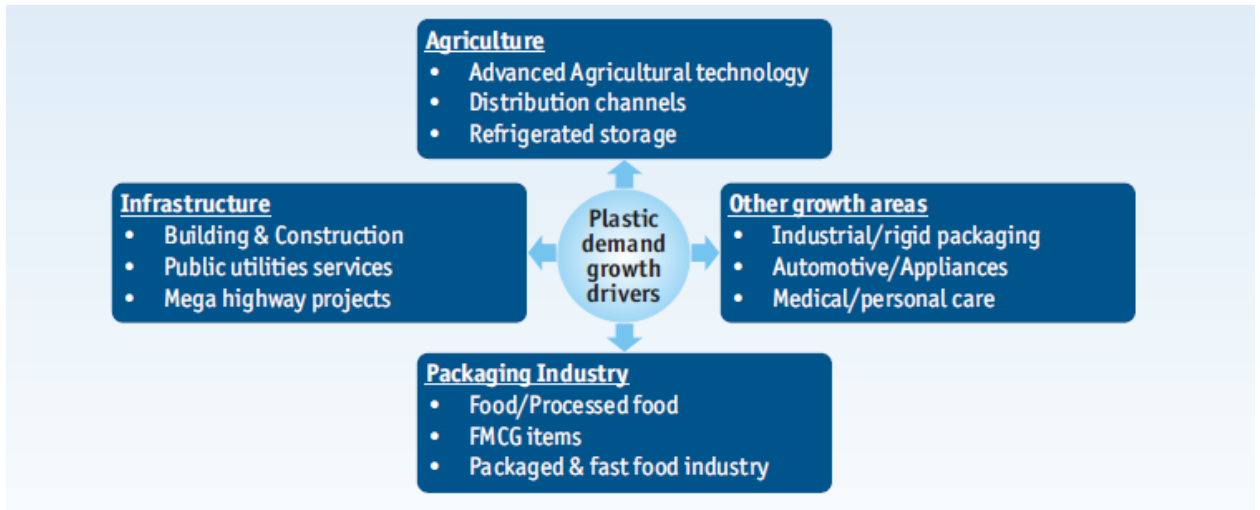 Agriculture
• Advanced Agricultural technology
• Distribution channels
• Refrigerated storage
Infrastructure
• Building & Construction
• Public utilities services
• Mega highway projects
Plastic
demand
growth
drivers
Other growth areas
• Industrial/rigid packaging
• Automotive/Appliances
• Medical/personal care
Packaging Industry
• Food/Processed food
• FMCG items
• Packaged & fast food industry